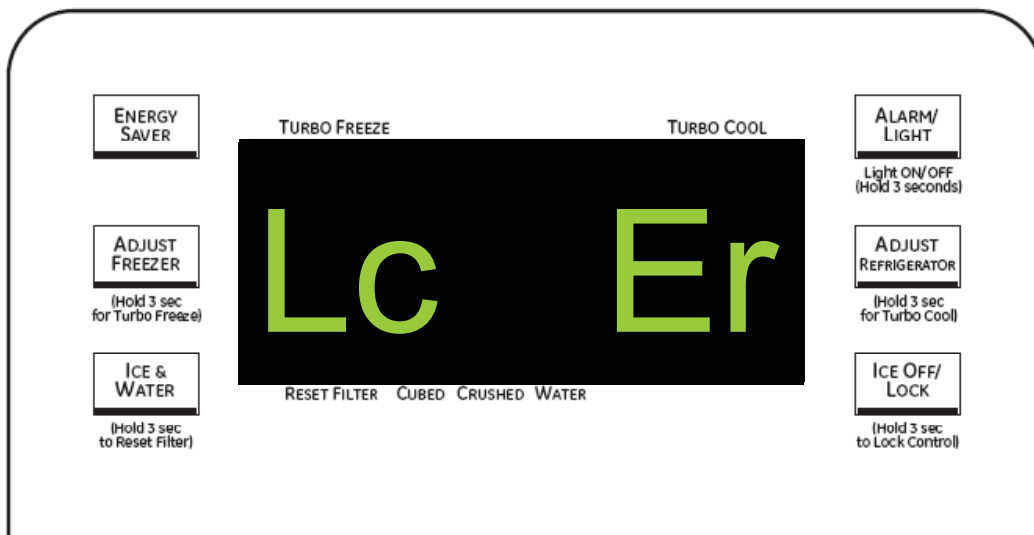 ENERGY
SAVER
TURBO FREEZE
TURBO COOL
ALARM/
LIGHT
Light ON/OFF
(Hold 3 seconds)
Lc Er
ADJUST
FREEZER
(Hold 3 sec
for Turbo Freeze)
ADJUST
REFRIGERATOR
(Hold 3 sec
for Turbo Cool)
ICE &
WATER
(Hold 3 sec
to Reset Filter)
RESET FILTER CUBED CRUSHED WATER
ICE OFF/
LOCK
(Hold 3 sec
to Lock Control)